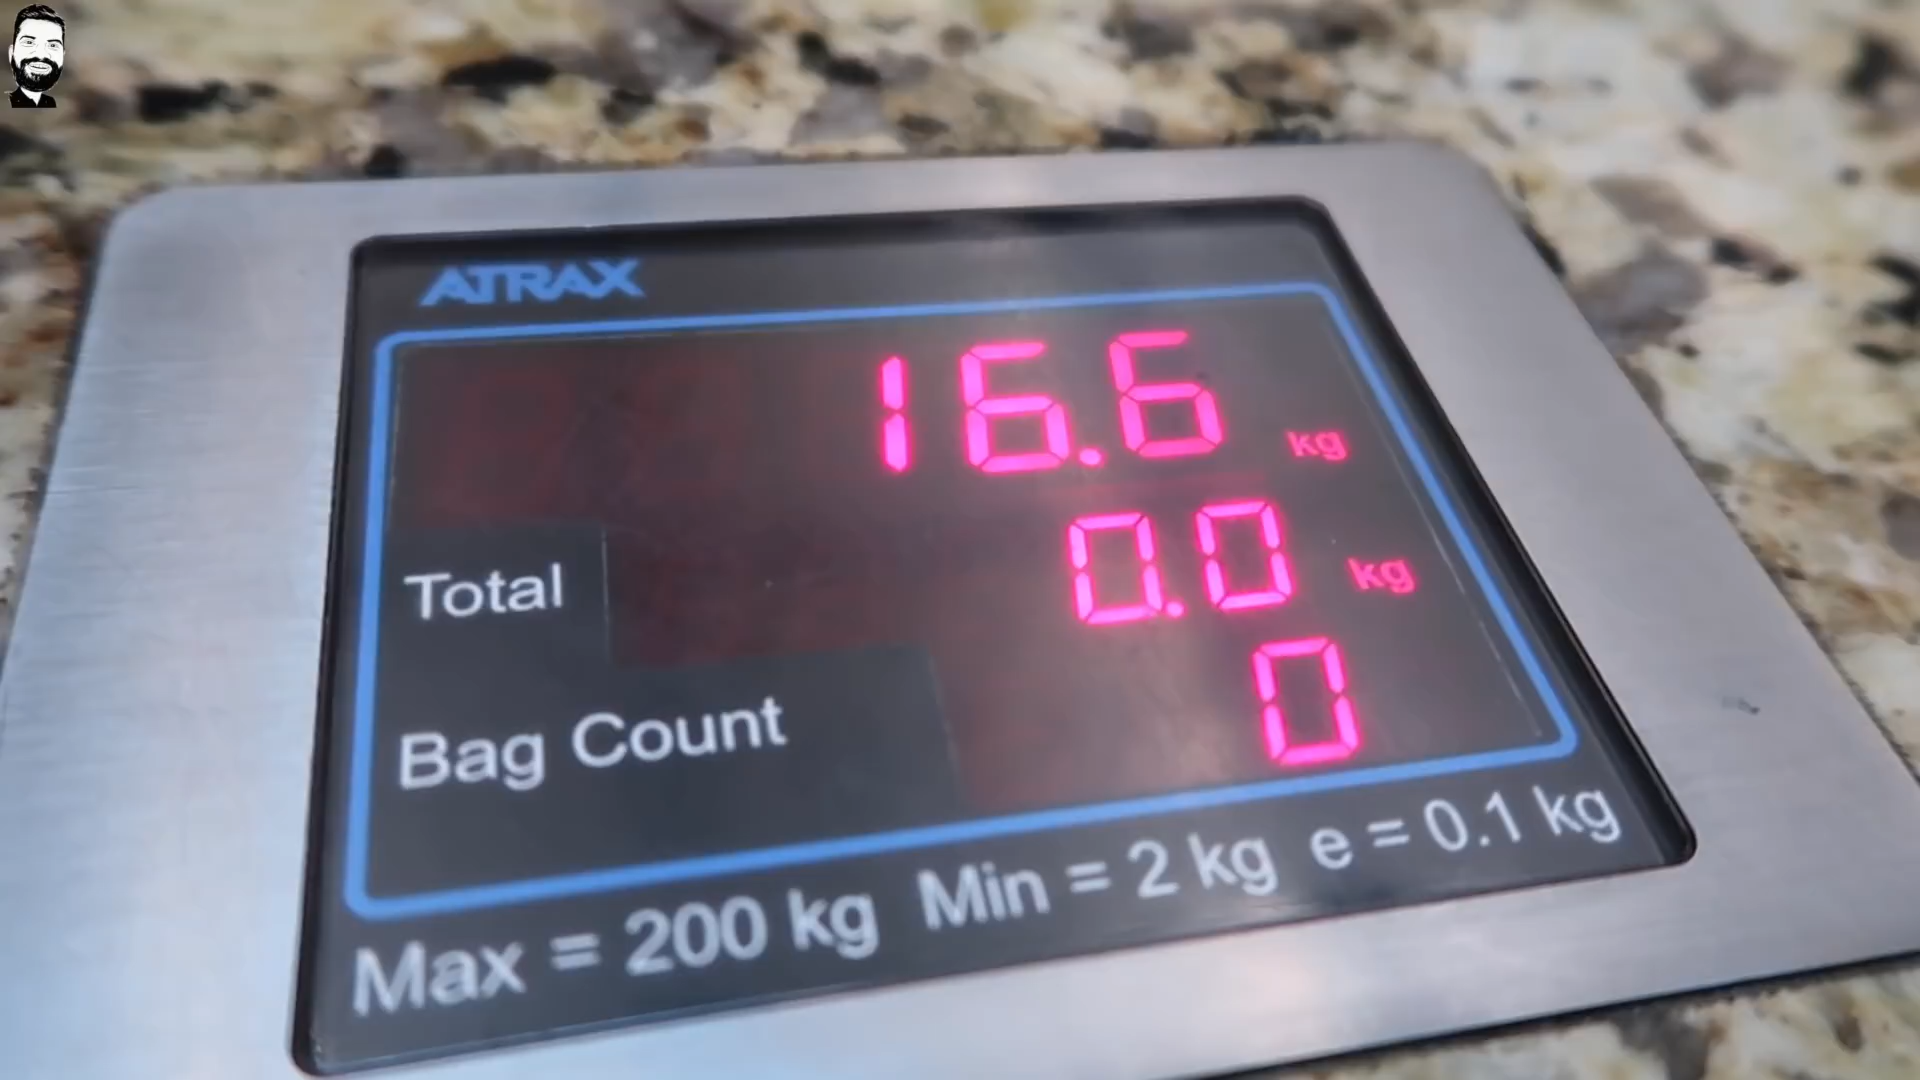 ATRAX
16.6 kg
Total 0.0 kg
Bag Count 0
Max = 200 kg Min = 2 kg e = 0.1 kg